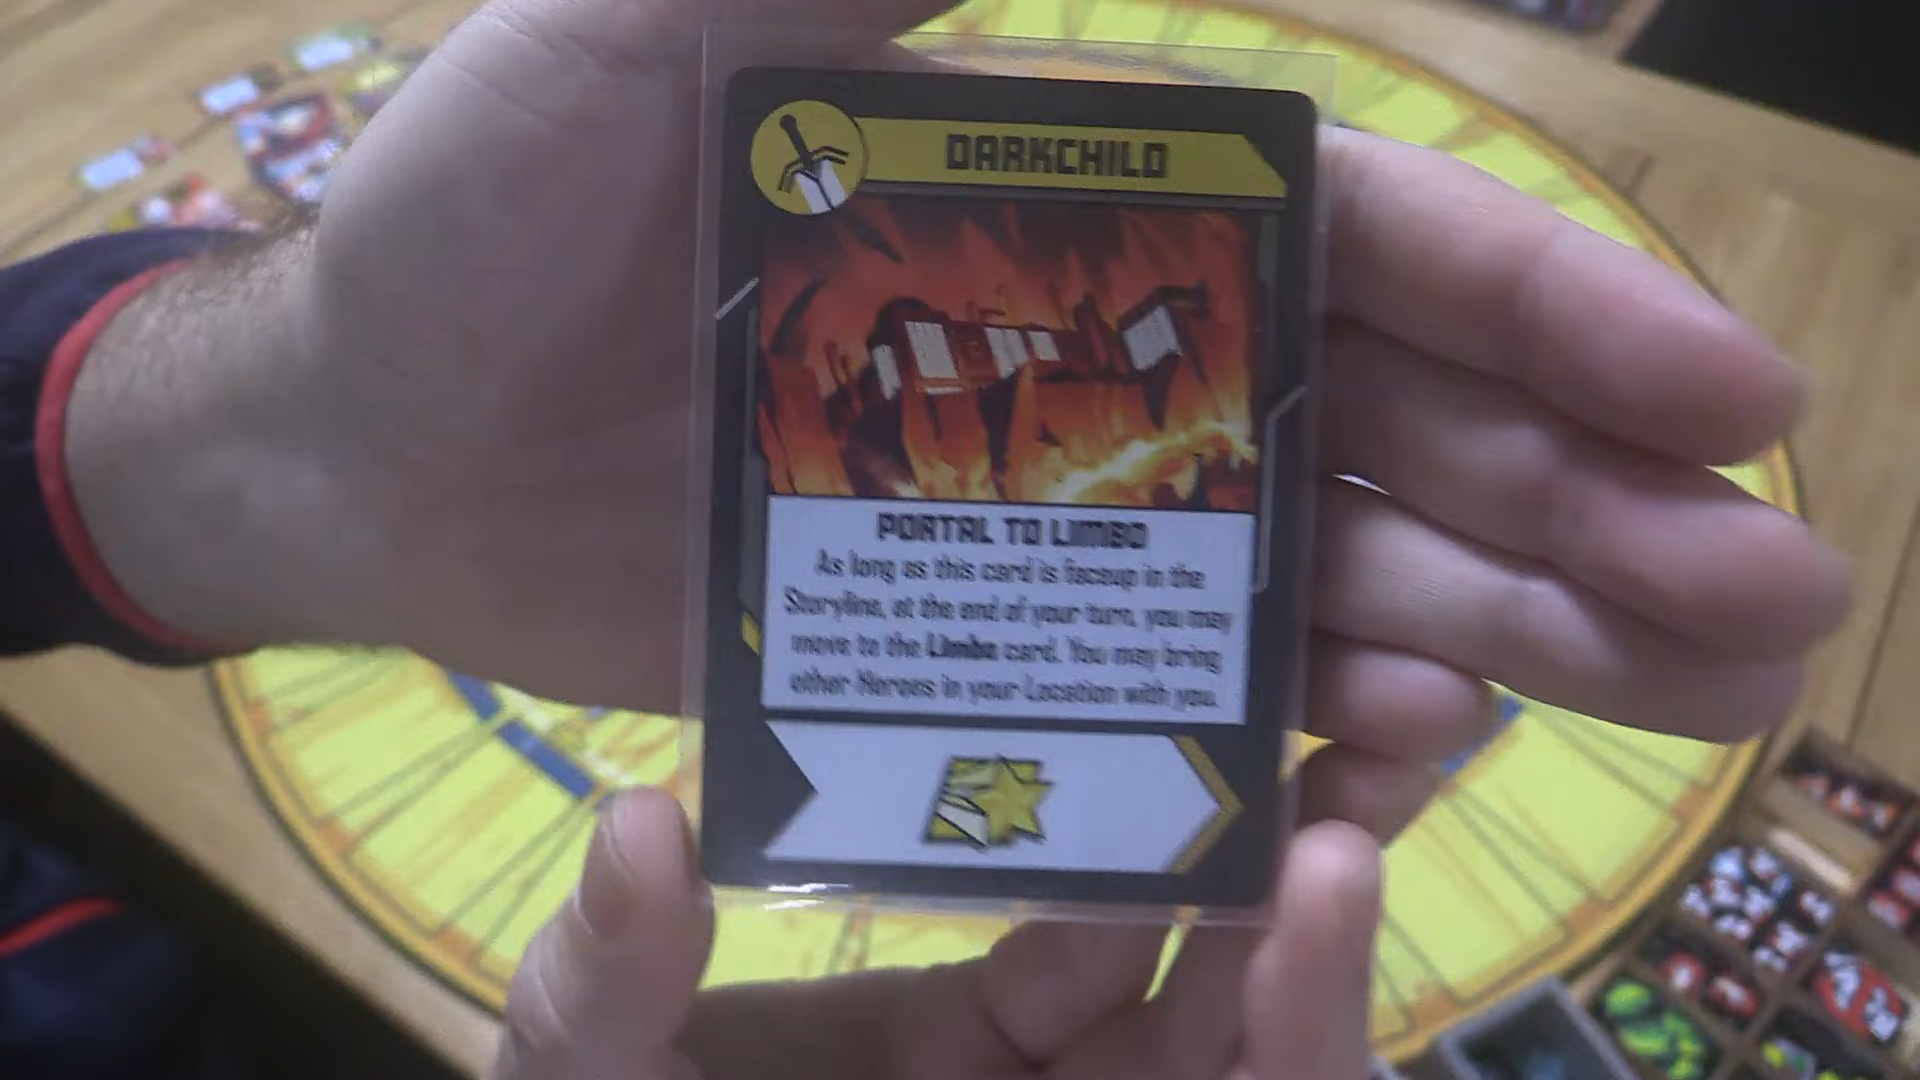 DARKCHILD
PORTAL TO LIMBO
As long as this card is faceup in the
Storyline, at the end of your turn, you may
move to the Limbo card. You may bring
other Heroes in your Location with you.